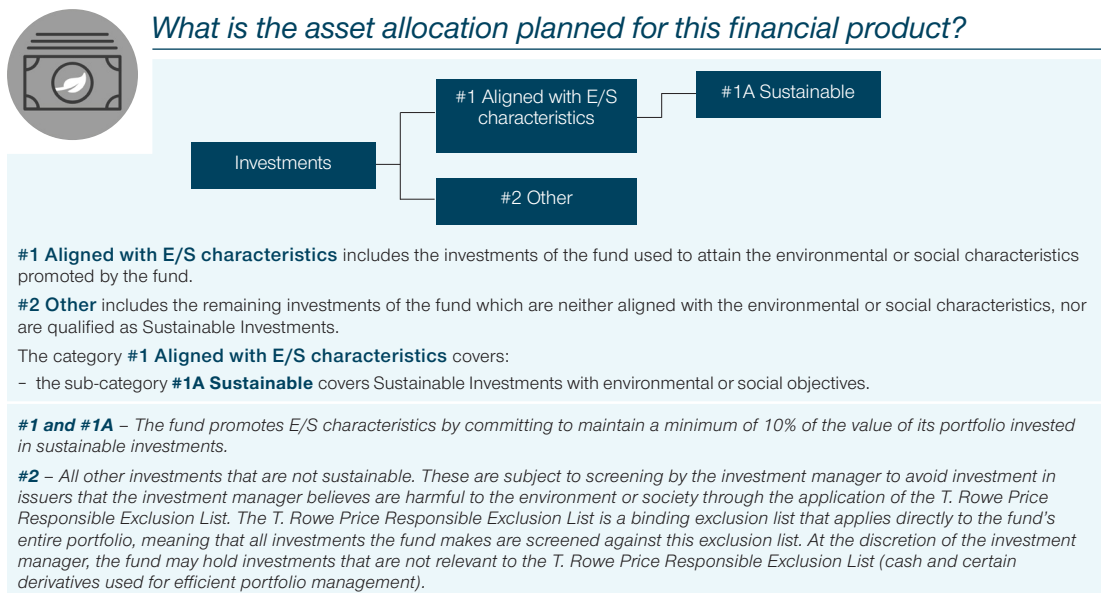 What is the asset allocation planned for this financial product?
#1 Aligned with E/S
characteristics
#1A Sustainable
Investments
#2 Other
#1 Aligned with E/S characteristics includes the investments of the fund used to attain the environmental or social characteristics
promoted by the fund.
#2 Other includes the remaining investments of the fund which are neither aligned with the environmental or social characteristics, nor
are qualified as Sustainable Investments.
The category #1 Aligned with E/S characteristics covers:
- the sub-category #1A Sustainable covers Sustainable Investments with environmental or social objectives.
#1 and #1A – The fund promotes E/S characteristics by committing to maintain a minimum of 10% of the value of its portfolio invested
in sustainable investments.
#2 – All other investments that are not sustainable. These are subject to screening by the investment manager to avoid investment in
issuers that the investment manager believes are harmful to the environment or society through the application of the T. Rowe Price
Responsible Exclusion List. The T. Rowe Price Responsible Exclusion List is a binding exclusion list that applies directly to the fund's
entire portfolio, meaning that all investments the fund makes are screened against this exclusion list. At the discretion of the investment
manager, the fund may hold investments that are not relevant to the T. Rowe Price Responsible Exclusion List (cash and certain
derivatives used for efficient portfolio management).